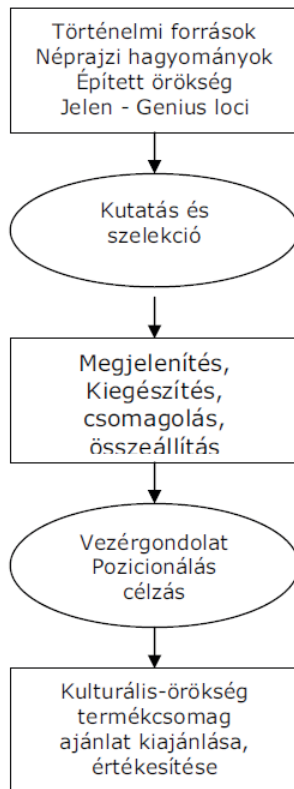 Történelmi források
Néprajzi hagyományok
Épített örökség
Jelen - Genius loci
Kutatás és
szelekció
Megjelenítés,
Kiegészítés,
csomagolás,
összeállítás
Vezérgondolat
Pozicionálás
célzás
Kulturális-örökség
termékcsomag
ajánlat kiajánlása,
értékesítése